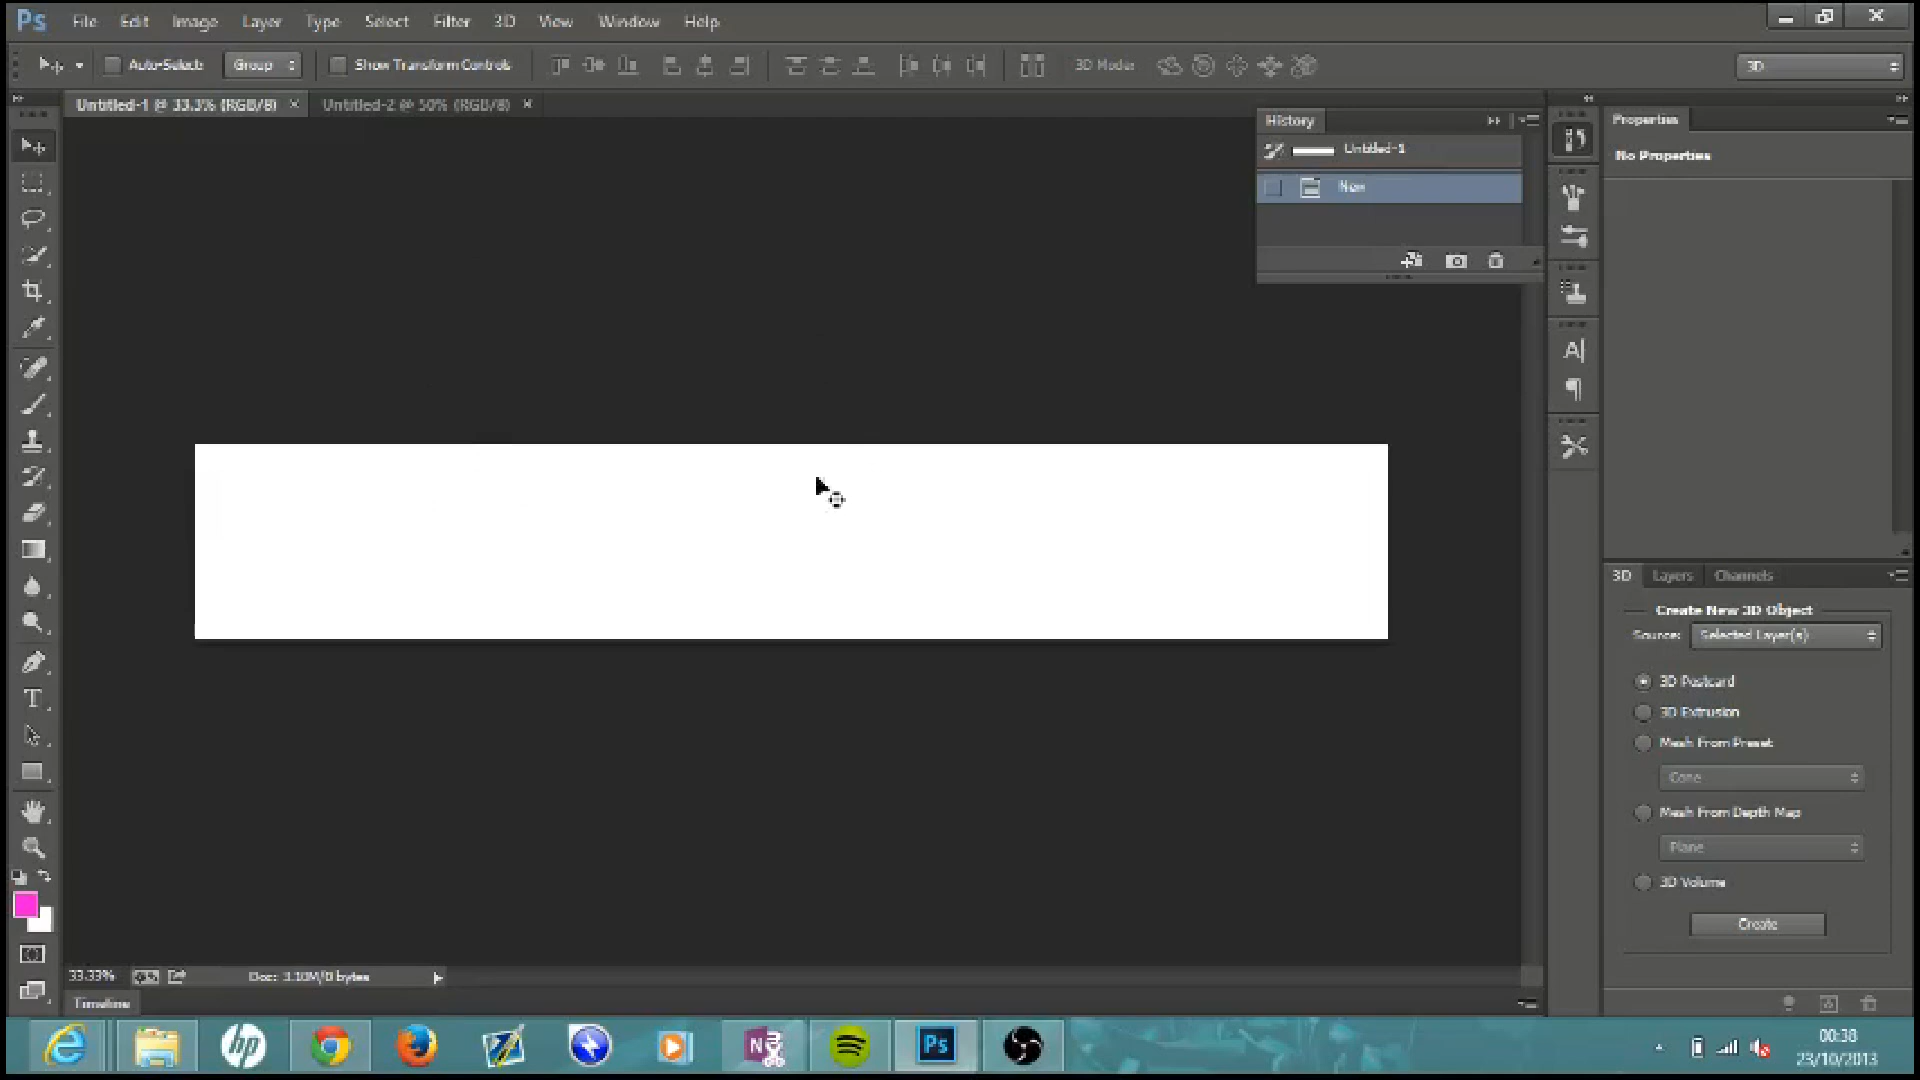 Ps File Edit Image Layer Type Select Filter 3D View Window Help
Auto-Select: Group Show Transform Controls 3D Mode: 3D
Untitled-1 @ 33.3% (RGB/8) × Untitled-2 @ 50% (RGB/8) ×
History
Untitled-1
New
Properties
No Properties
3D Layers Channels
Create New 3D Object
Source: Selected Layer(s)
3D Postcard
3D Extrusion
Mesh From Preset
Cone
Mesh From Depth Map
Plane
3D Volume
Create
33.33% Doc: 3.10M/0 bytes
Timeline
hp
Ps
00:38
23/10/2013